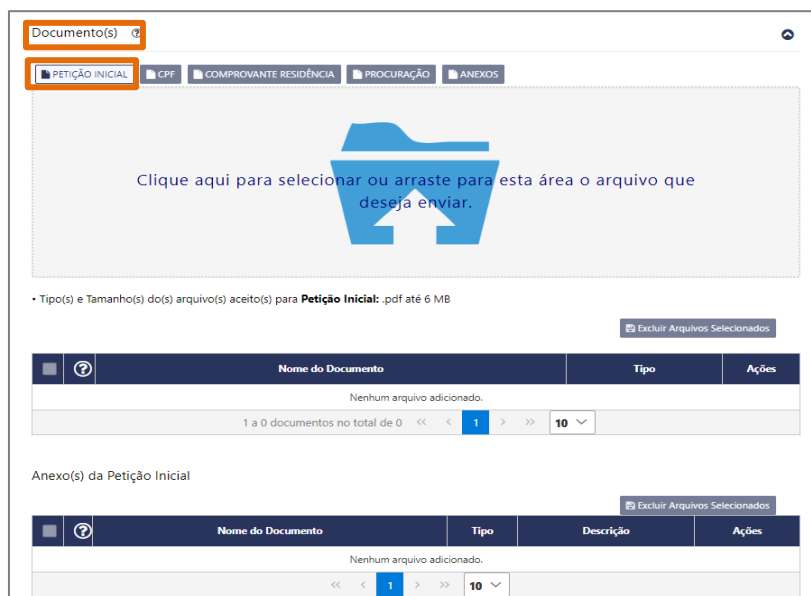 Documento(s) ?
PETIÇÃO INICIAL CPF COMPROVANTE RESIDÊNCIA PROCURAÇÃO ANEXOS
Clique aqui para selecionar ou arraste para esta área o arquivo que
deseja enviar.
• Tipo(s) e Tamanho(s) do(s) arquivo(s) aceito(s) para Petição Inicial: .pdf até 6 MB
Excluir Arquivos Selecionados
? Nome do Documento Tipo Ações
Nenhum arquivo adicionado.
1 a 0 documentos no total de 0 « < 1 > » 10
Anexo(s) da Petição Inicial
Excluir Arquivos Selecionados
? Nome do Documento Tipo Descrição Ações
Nenhum arquivo adicionado.
« < 1 > » 10